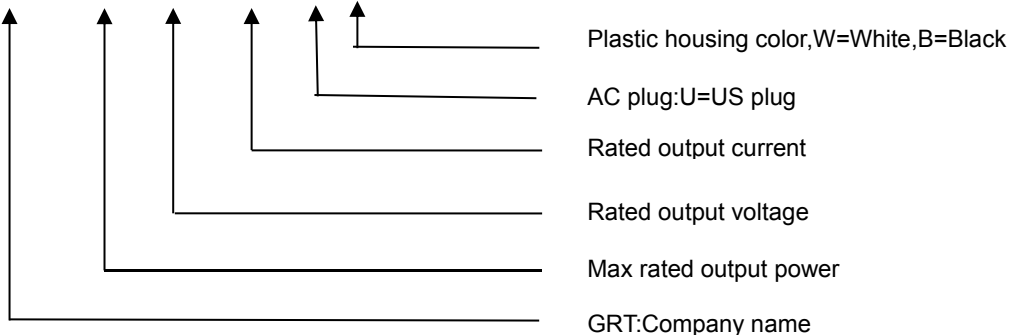 Plastic housing color,W=White,B=Black
AC plug:U=US plug
Rated output current
Rated output voltage
Max rated output power
GRT:Company name